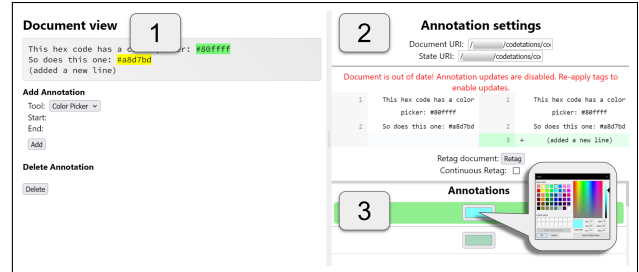 Document view
1
This hex code has a c r: #80ffff
So does this one: #a8d7bd
(added a new line)
Add Annotation
Tool: Color Picker
Start:
End:
Add
Delete Annotation
Delete
2
Annotation settings
Document URI: / /codetations/co
State URI: / /codetations/co
Document is out of date! Annotation updates are disabled. Re-apply tags to
enable updates.
1 This hex code has a color 1 This hex code has a color
picker: #80ffff picker: #80ffff
2 So does this one: #a8d7bd 2 So does this one: #a8d7bd
3 + (added a new line)
Retag document: Retag
Continuous Retag:
3
Annotations